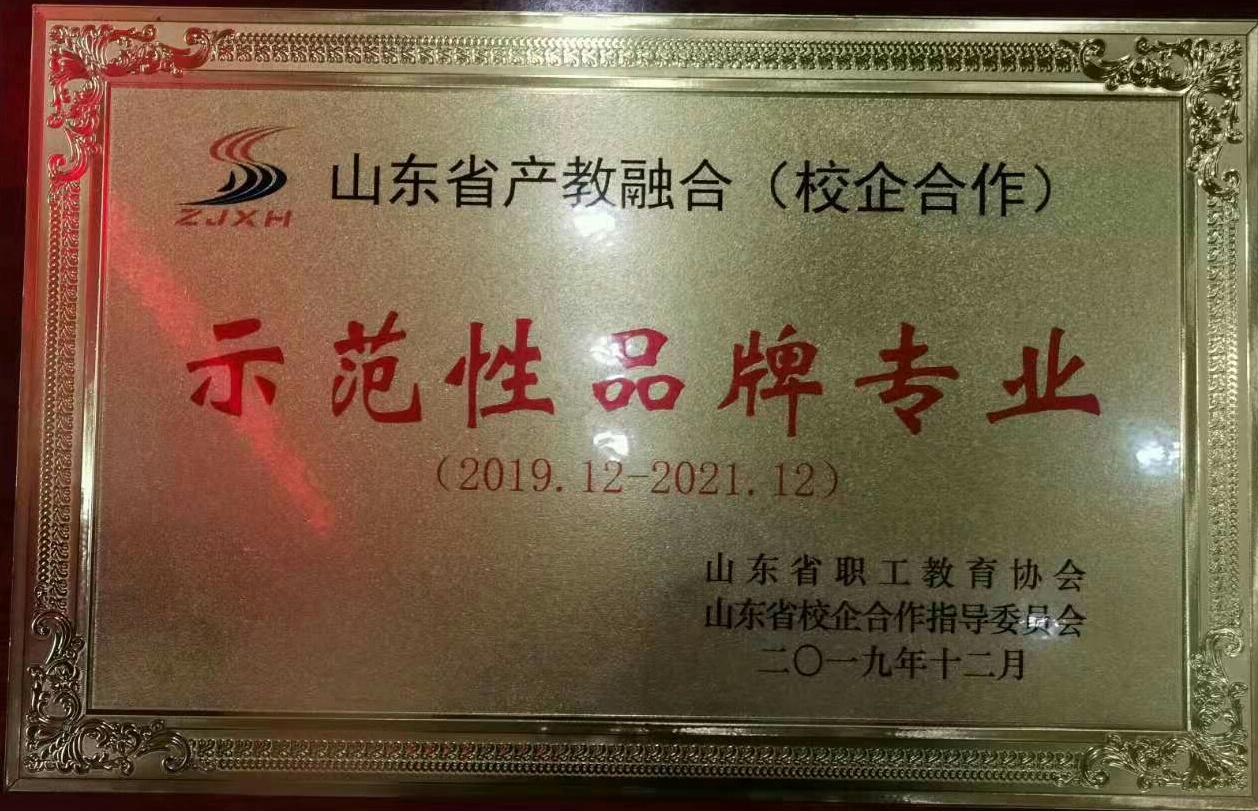 ZJXH
山东省产教融合（校企合作）
示范性品牌专业
（2019.12-2021.12）
山东省职工教育协会
山东省校企合作指导委员会
二〇一九年十二月